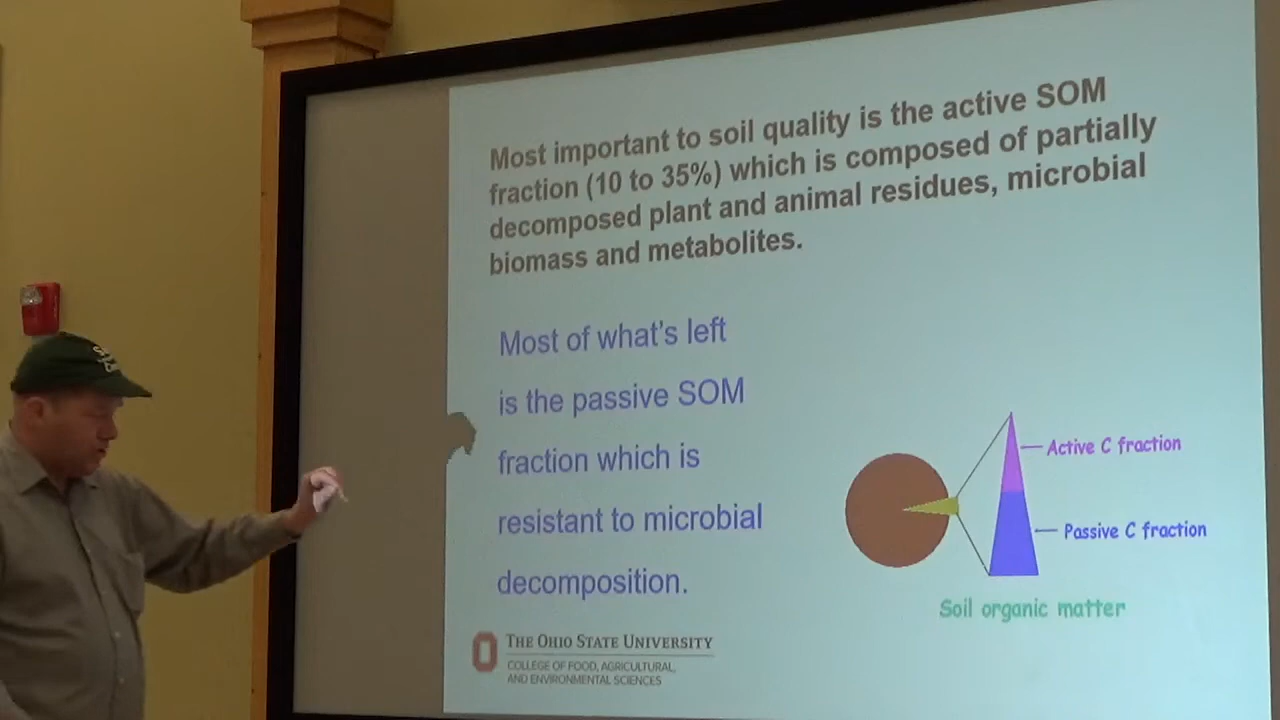 Most important to soil quality is the active SOM
fraction (10 to 35%) which is composed of partially
decomposed plant and animal residues, microbial
biomass and metabolites.
Most of what's left
is the passive SOM
fraction which is
resistant to microbial
decomposition.
Active C fraction
Passive C fraction
Soil organic matter
THE OHIO STATE UNIVERSITY
COLLEGE OF FOOD, AGRICULTURAL,
AND ENVIRONMENTAL SCIENCES